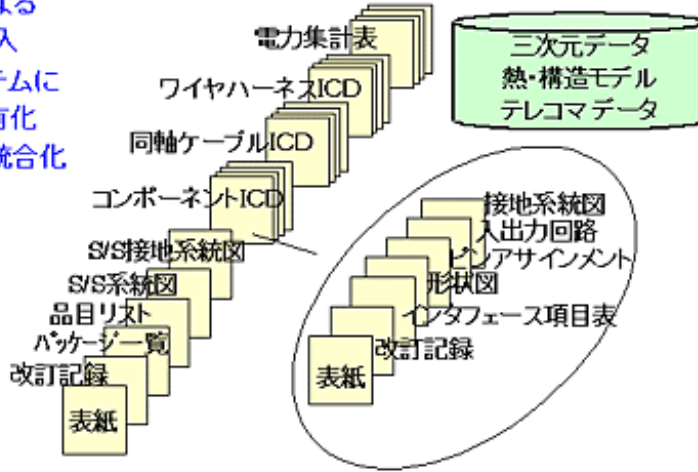 よる
入
テムに
有化
統合化
電力集計表
ワイヤハーネスICD
同軸ケーブルICD
コンポーネントICD
S/S接地系統図
S/S系統図
品目リスト
パッケージ一覧
改訂記録
表紙
三次元データ
熱・構造モデル
テレコマデータ
接地系統図
入出力回路
ピンアサインメント
形状図
インタフェース項目表
改訂記録
表紙